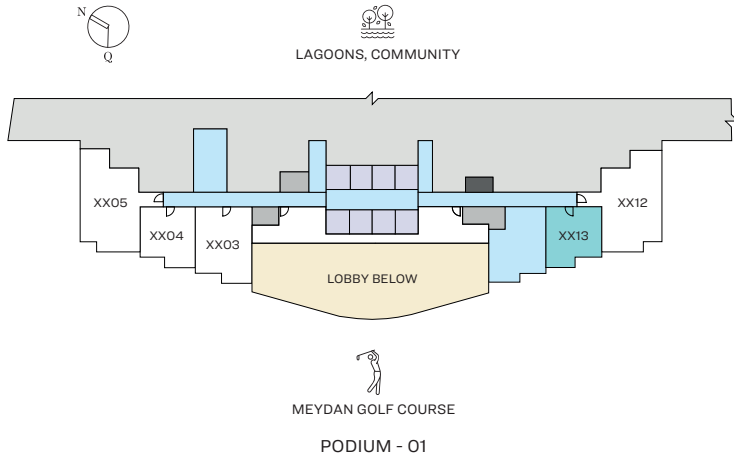 N
Q
LAGOONS, COMMUNITY
XX05
XX12
XX04
XX03
XX13
LOBBY BELOW
MEYDAN GOLF COURSE
PODIUM - 01